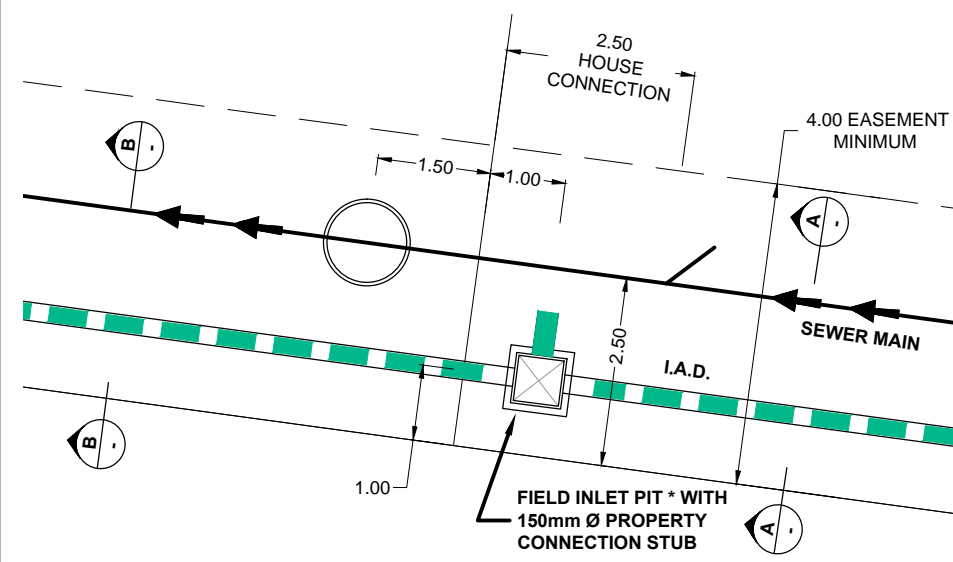 2.50
HOUSE
CONNECTION
4.00 EASEMENT
MINIMUM
B
-
1.50
1.00
A
-
SEWER MAIN
2.50
I.A.D.
B
-
1.00
FIELD INLET PIT * WITH
150mm Ø PROPERTY
CONNECTION STUB
A
-